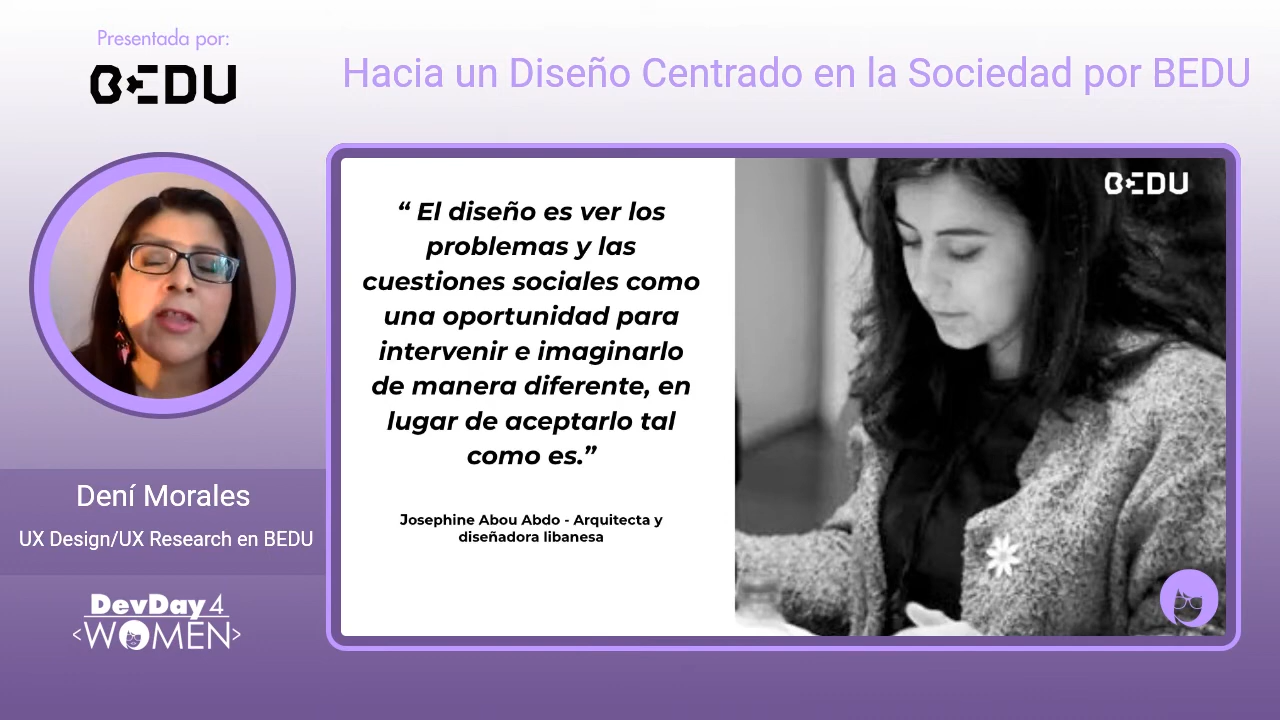 Presentada por:
BEDU
Hacia un Diseño Centrado en la Sociedad por BEDU
BEDU
“ El diseño es ver los
problemas y las
cuestiones sociales como
una oportunidad para
intervenir e imaginarlo
de manera diferente, en
lugar de aceptarlo tal
como es.”
Josephine Abou Abdo - Arquitecta y
diseñadora libanesa
Dení Morales
UX Design/UX Research en BEDU
DevDay4
<WOMEN>